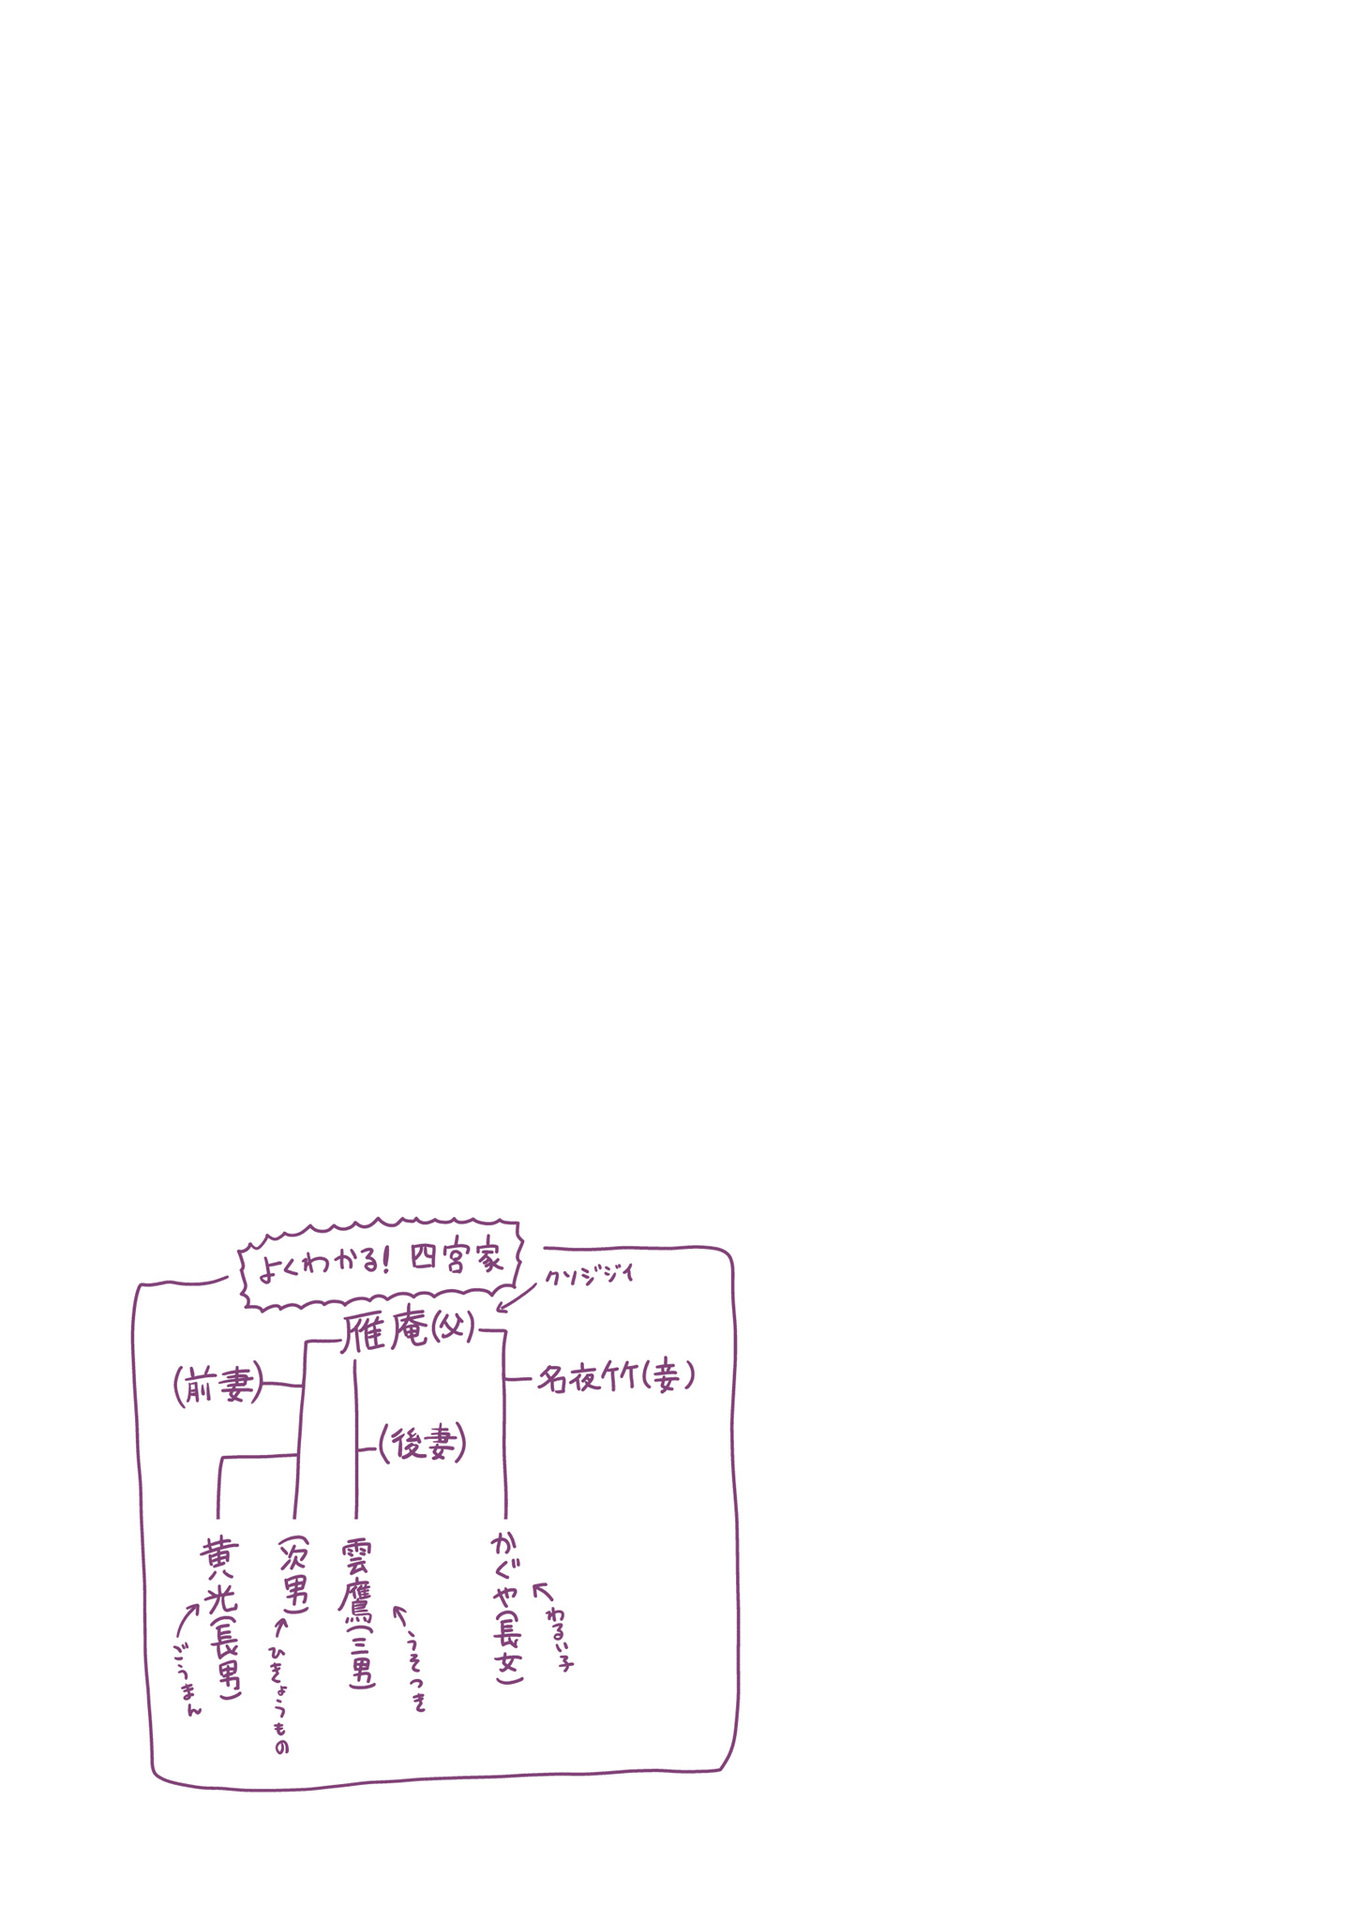 よくわかる! 四宮家
クソジジイ
雁庵(父)
(前妻)
名夜竹(妾)
(後妻)
黄光(長男)
ごうまん
(次男)
ひきょうもの
雲鷹(三男)
うそつき
かぐや(長女)
わるい子